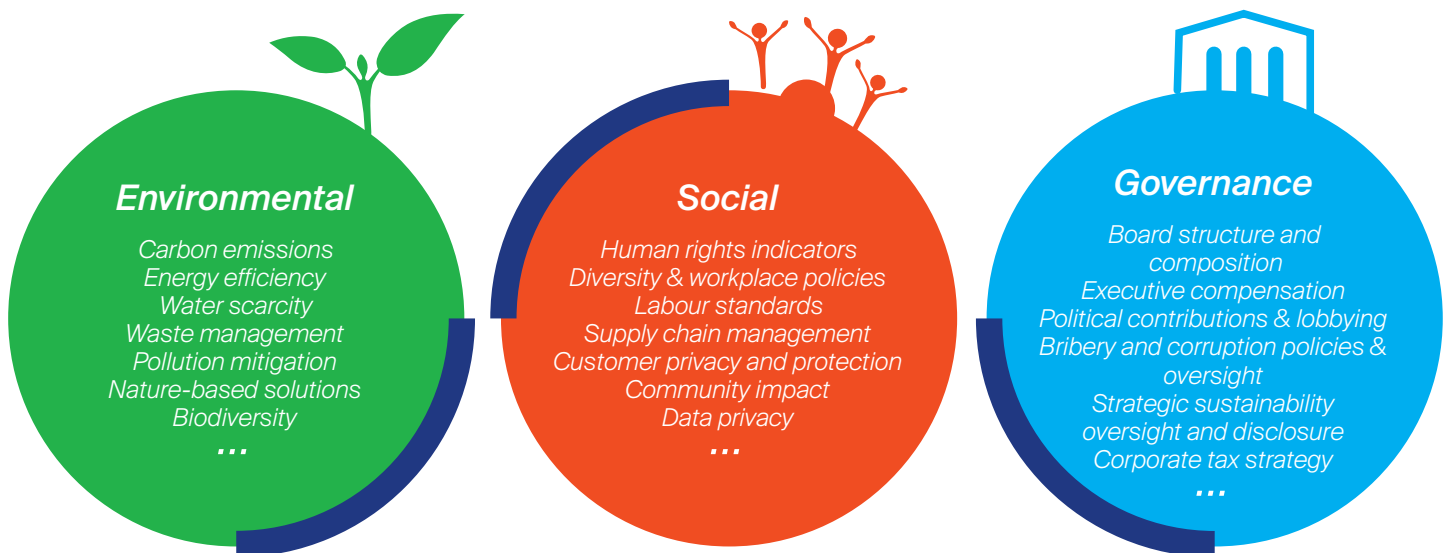 Environmental
Carbon emissions
Energy efficiency
Water scarcity
Waste management
Pollution mitigation
Nature-based solutions
Biodiversity
...
Social
Human rights indicators
Diversity & workplace policies
Labour standards
Supply chain management
Customer privacy and protection
Community impact
Data privacy
...
Governance
Board structure and
composition
Executive compensation
Political contributions & lobbying
Bribery and corruption policies &
oversight
Strategic sustainability
oversight and disclosure
Corporate tax strategy
...